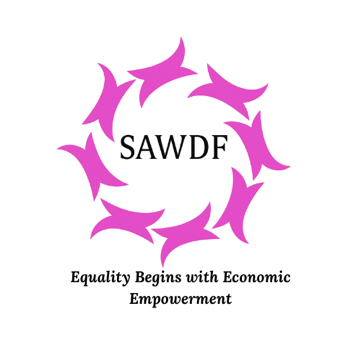 SAWDF
Equality Begins with Economic
Empowerment